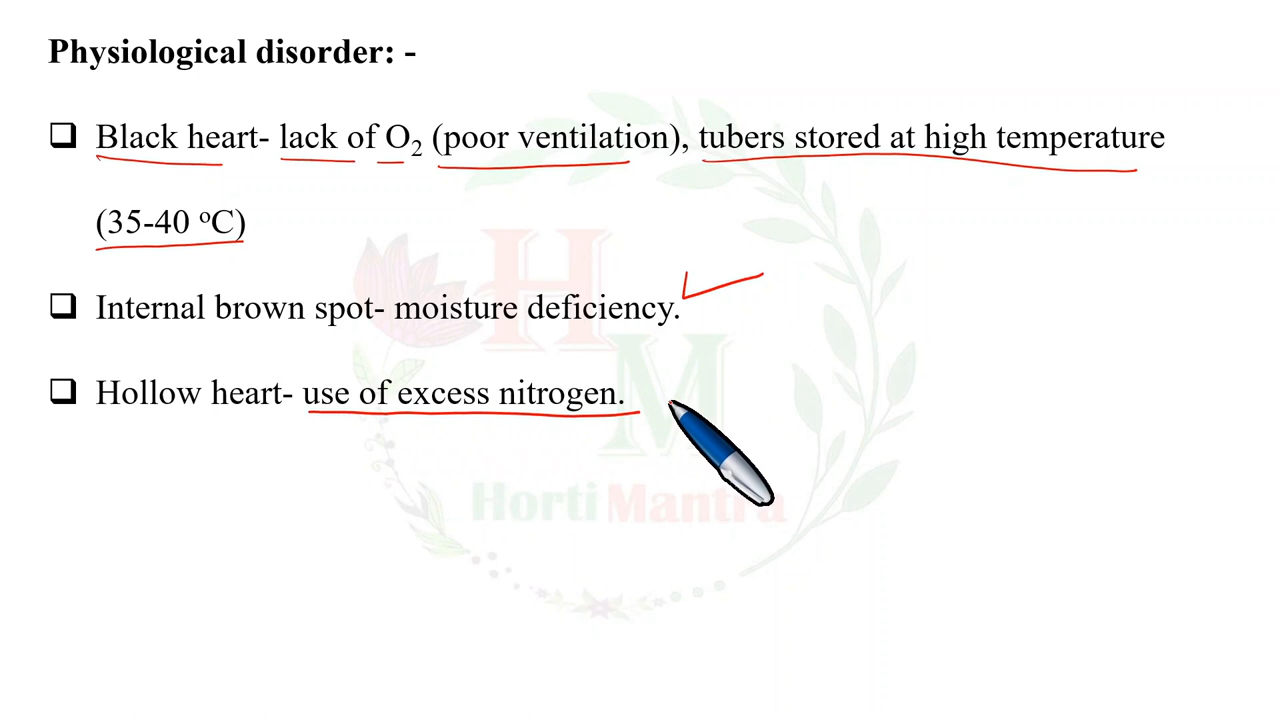 Physiological disorder: -
❑ Black heart- lack of O₂ (poor ventilation), tubers stored at high temperature
(35-40 ᵒC)
❑ Internal brown spot- moisture deficiency.
❑ Hollow heart- use of excess nitrogen.
H
M
Horti Mantra